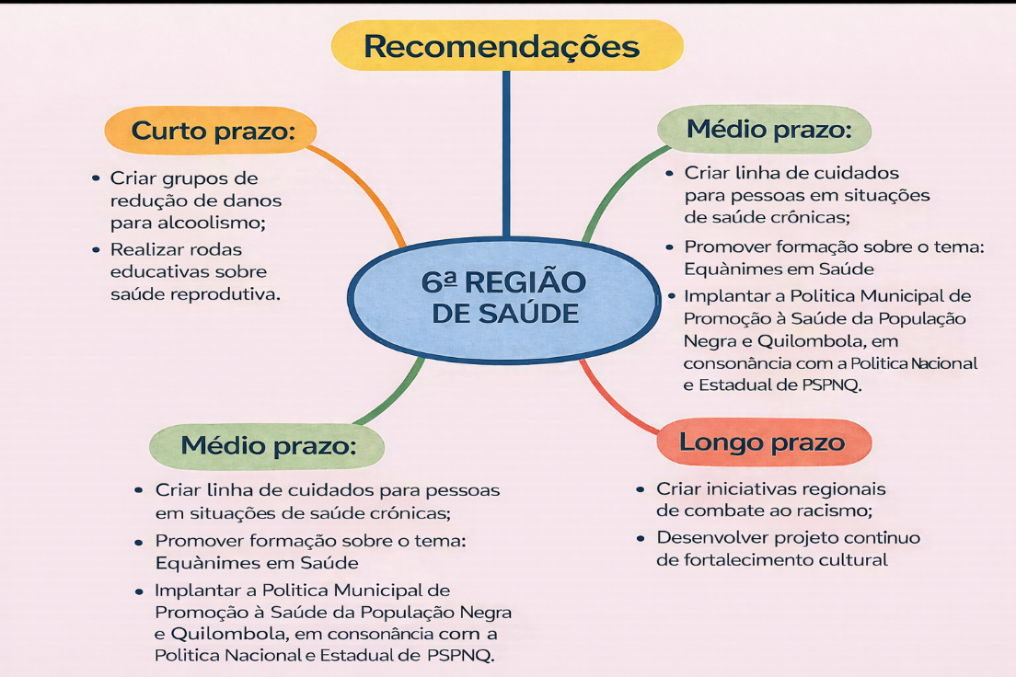 Recomendações
Curto prazo:
• Criar grupos de
redução de danos
para alcoolismo;
• Realizar rodas
educativas sobre
saúde reprodutiva.
Médio prazo:
• Criar linha de cuidados
para pessoas em situações
de saúde crônicas;
• Promover formação sobre o tema:
Equànimes em Saúde
• Implantar a Politica Municipal de
Promoção à Saúde da População
Negra e Quilombola, em
consonância com a Politica Nacional
e Estadual de PSPNQ.
6ª REGIÃO
DE SAÚDE
Médio prazo:
• Criar linha de cuidados para pessoas
em situações de saúde crónicas;
• Promover formação sobre o tema:
Equànimes em Saúde
• Implantar a Politica Municipal de
Promoção à Saúde da População Negra
e Quilombola, em consonância com a
Politica Nacional e Estadual de PSPNQ.
Longo prazo
• Criar iniciativas regionais
de combate ao racismo;
• Desenvolver projeto continuo
de fortalecimento cultural